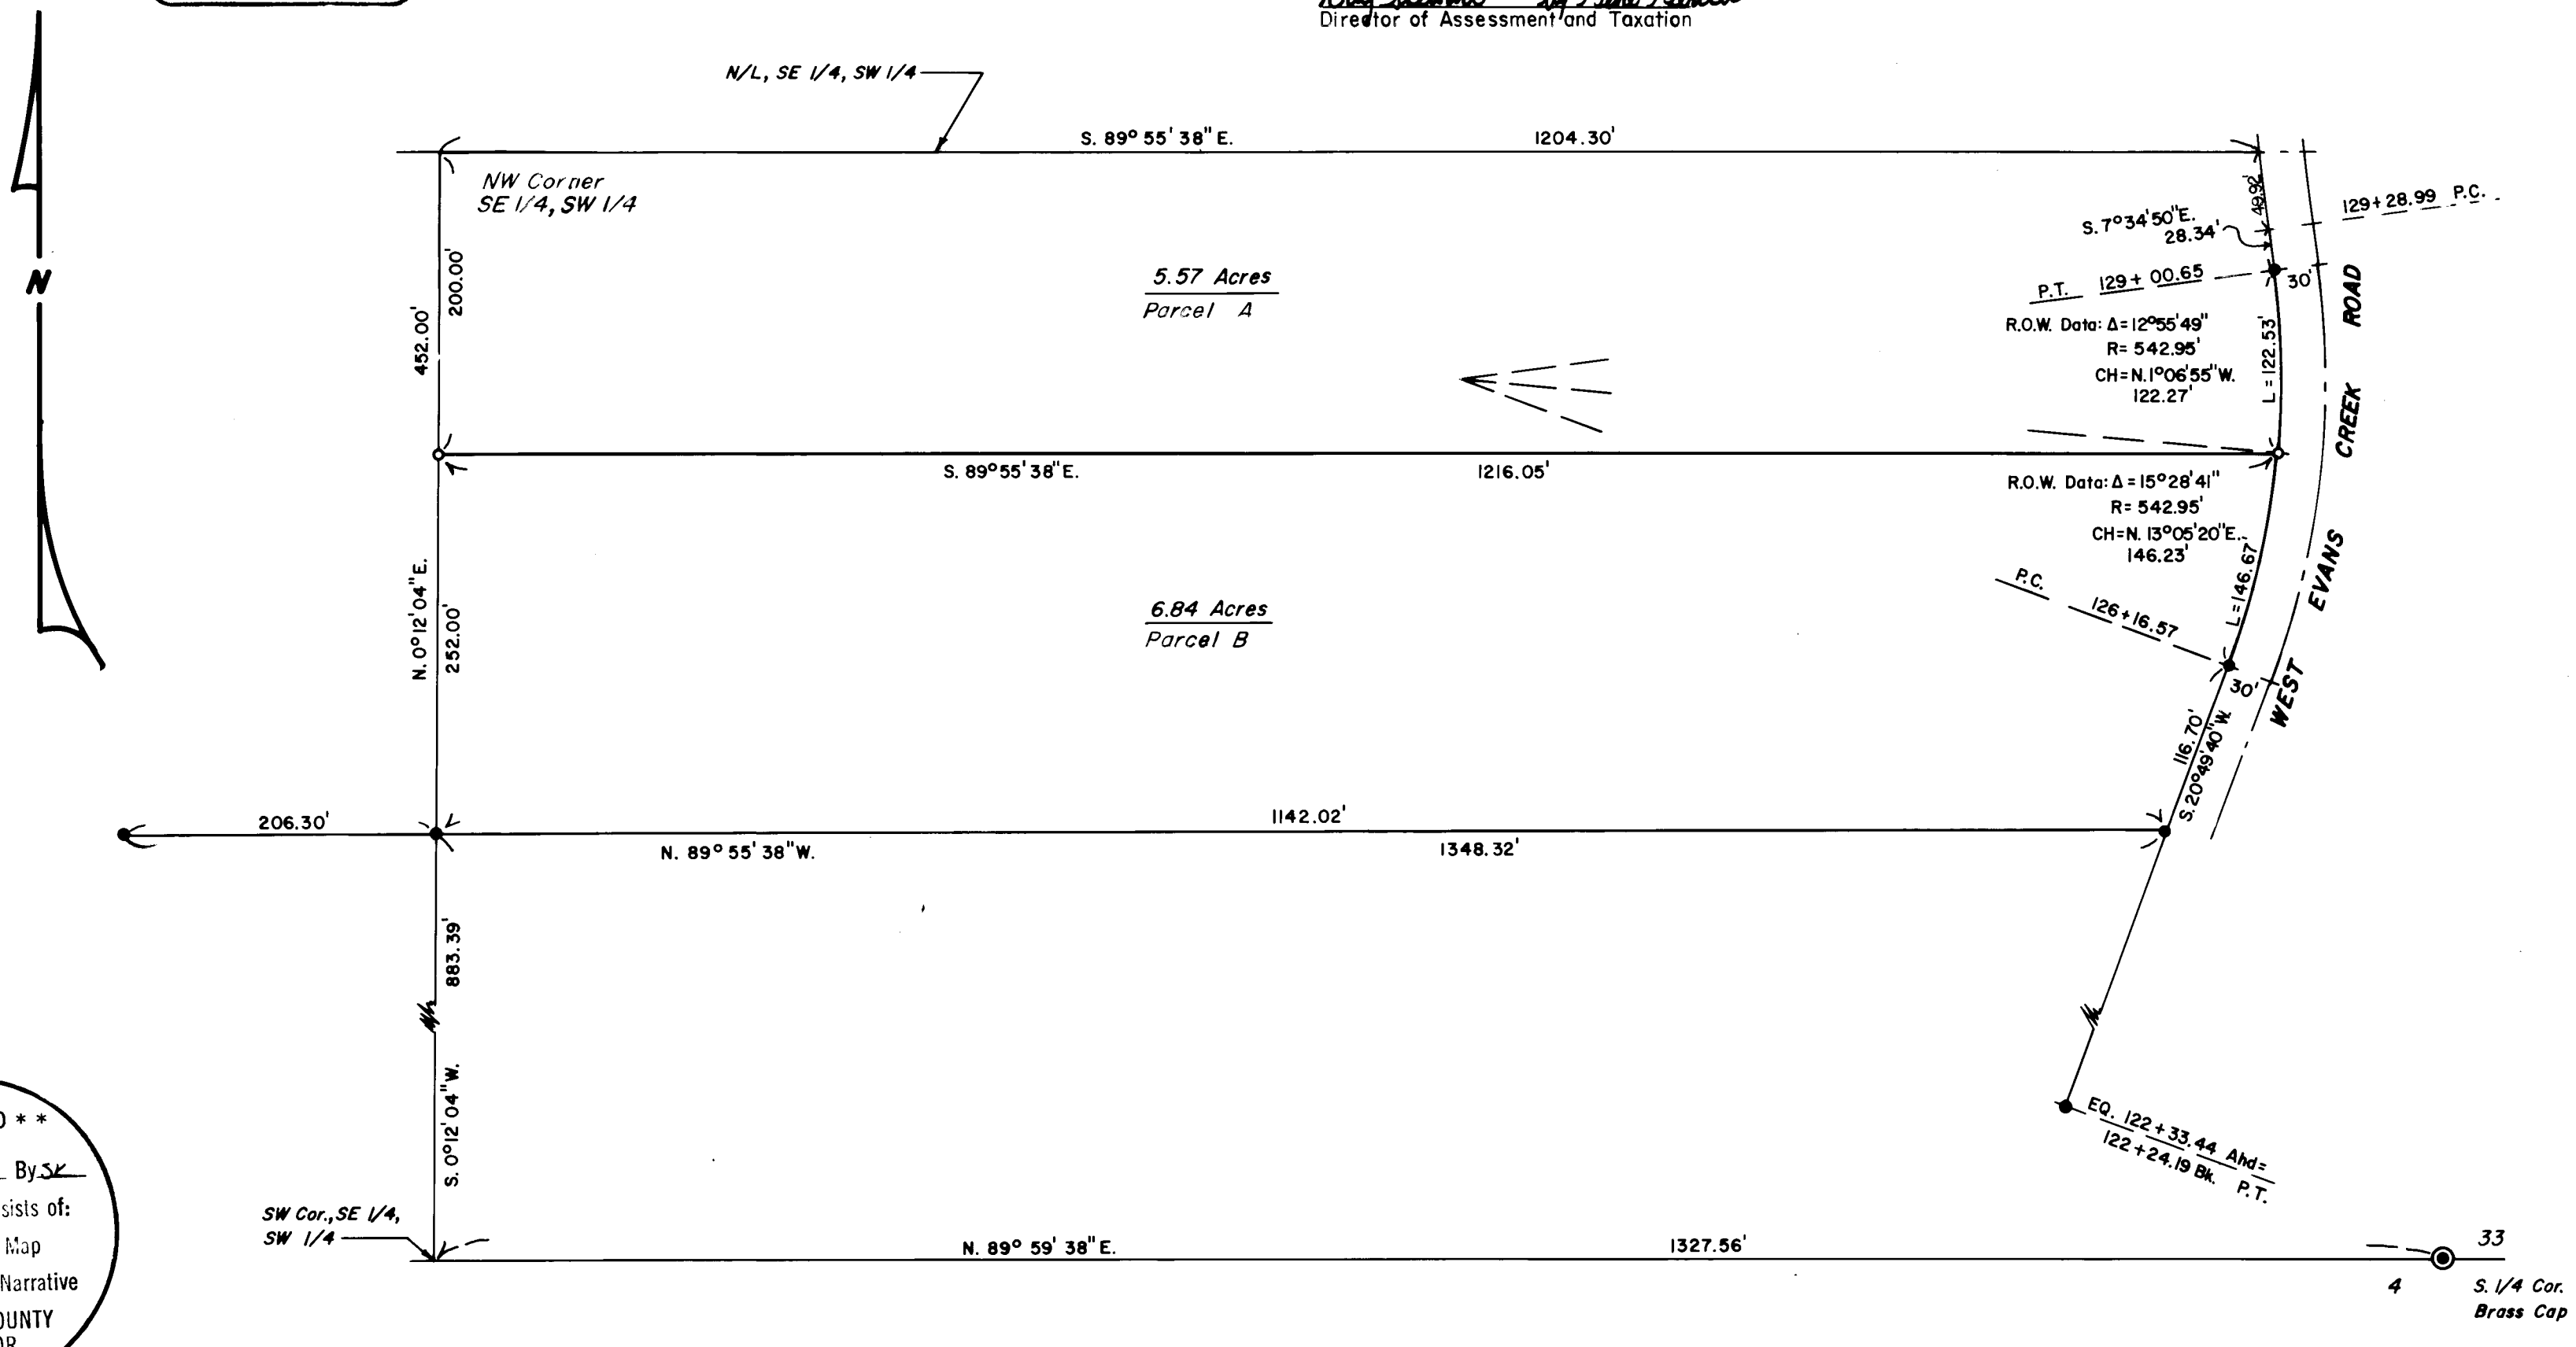 Director of Assessment and Taxation
N/L, SE 1/4, SW 1/4
S. 89° 55' 38" E.
1204.30'
NW Corner
SE 1/4, SW 1/4
N
200.00'
452.00'
5.57 Acres
Parcel A
49.92'
129+28.99 P.C.
S. 7°34'50"E.
28.34'
P.T. 129+00.65
30'
R.O.W. Data: Δ=12°55'49"
R= 542.95'
CH=N.1°06'55"W.
122.27'
L=122.53'
WEST EVANS CREEK ROAD
S. 89°55'38"E.
1216.05'
R.O.W. Data: Δ=15°28'41"
R= 542.95'
CH=N. 13°05'20"E.
146.23'
L=146.67'
P.C. 126+16.57
30'
N. 0°12'04"E.
252.00'
6.84 Acres
Parcel B
116.70'
S. 20°49'40"W.
206.30'
1142.02'
N. 89° 55'38"W.
1348.32'
883.39'
S. 0°12'04"W.
EQ. 122+33.44 Ahd=
122+24.19 Bk. P.T.
* *
By SK
sists of:
Map
Narrative
OUNTY
OR
SW Cor., SE 1/4,
SW 1/4
N. 89° 59' 38"E.
1327.56'
33
4
S. 1/4 Cor.
Brass Cap